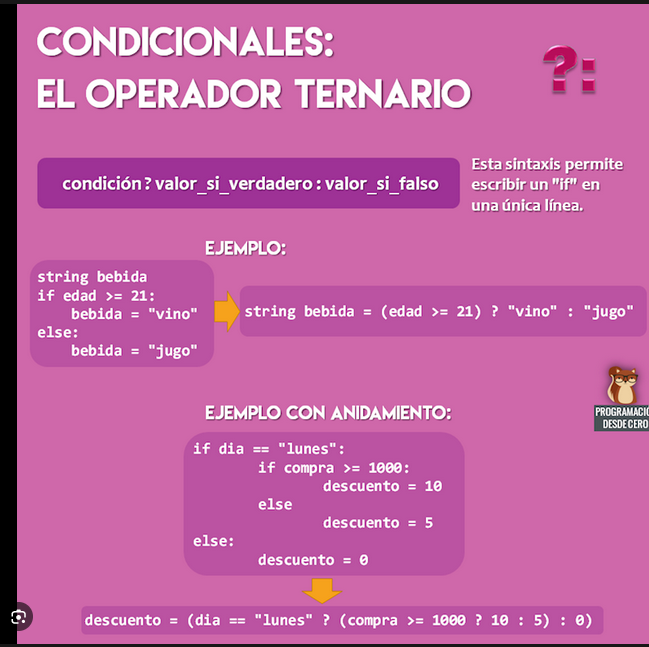 CONDICIONALES:
EL OPERADOR TERNARIO
?:
condición ? valor_si_verdadero : valor_si_falso
Esta sintaxis permite
escribir un "if" en
una única línea.
EJEMPLO:
string bebida
if edad >= 21:
    bebida = "vino"
else:
    bebida = "jugo"
string bebida = (edad >= 21) ? "vino" : "jugo"
PROGRAMACIÓ
DESDE CERO
EJEMPLO CON ANIDAMIENTO:
if dia == "lunes":
        if compra >= 1000:
                descuento = 10
        else
                descuento = 5
else:
        descuento = 0
descuento = (dia == "lunes" ? (compra >= 1000 ? 10 : 5) : 0)